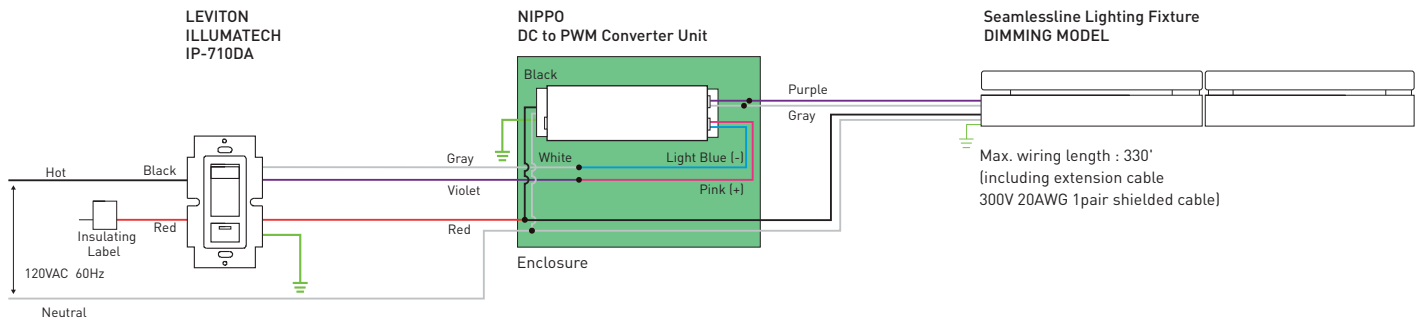 LEVITON
ILLUMATECH
IP-710DA
NIPPO
DC to PWM Converter Unit
Seamlessline Lighting Fixture
DIMMING MODEL
Black
Purple
Gray
Hot
Black
Gray
White
Light Blue (-)
Violet
Pink (+)
Max. wiring length : 330'
(including extension cable
300V 20AWG 1pair shielded cable)
Red
Red
Insulating
Label
120VAC 60Hz
Enclosure
Neutral